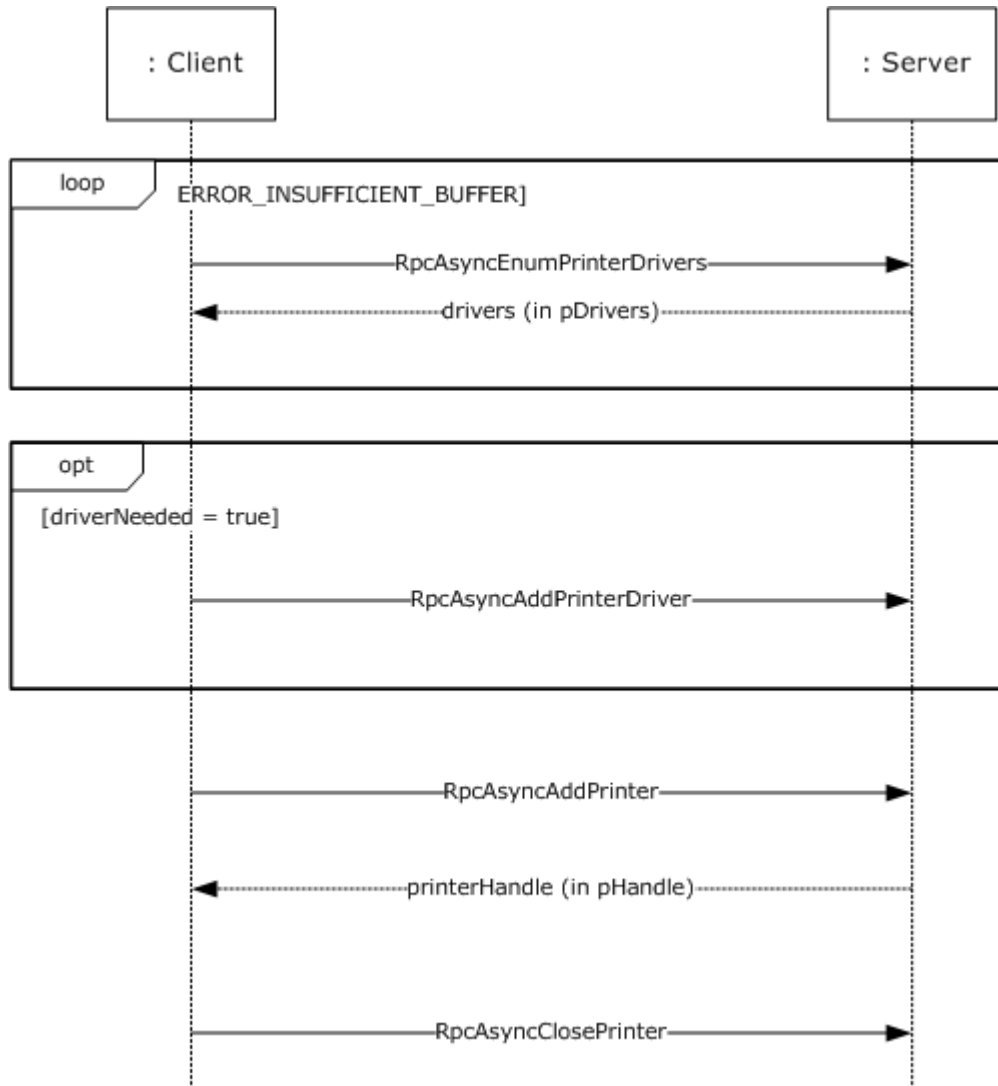 : Client
: Server
loop
ERROR_INSUFFICIENT_BUFFER]
RpcAsyncEnumPrinterDrivers
drivers (in pDrivers)
opt
[driverNeeded = true]
RpcAsyncAddPrinterDriver
RpcAsyncAddPrinter
printerHandle (in pHandle)
RpcAsyncClosePrinter